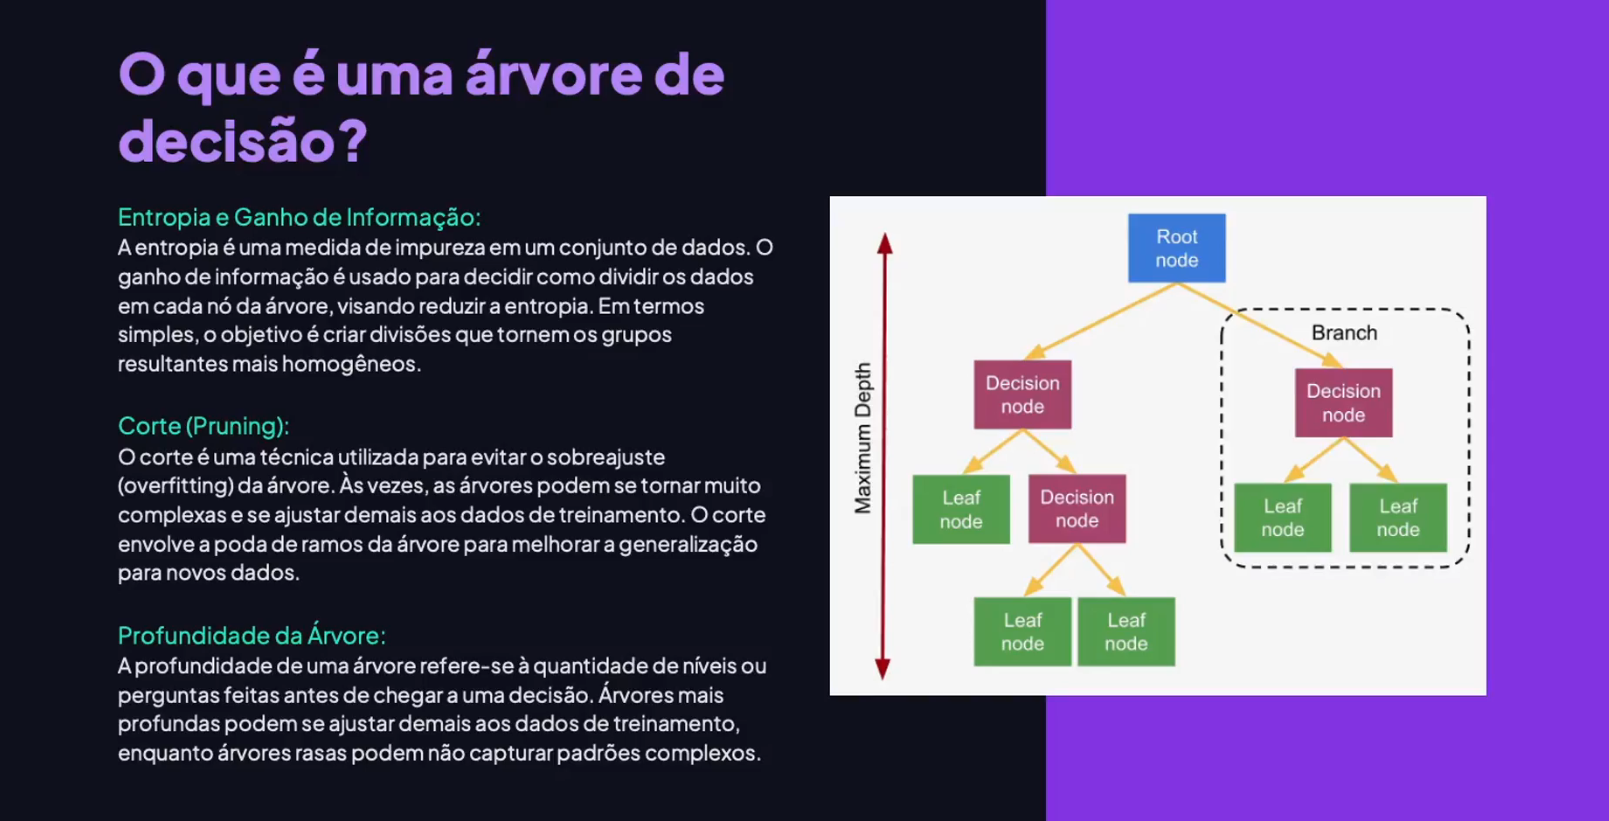 O que é uma árvore de
decisão?
Entropia e Ganho de Informação:
A entropia é uma medida de impureza em um conjunto de dados. O
ganho de informação é usado para decidir como dividir os dados
em cada nó da árvore, visando reduzir a entropia. Em termos
simples, o objetivo é criar divisões que tornem os grupos
resultantes mais homogêneos.
Corte (Pruning):
O corte é uma técnica utilizada para evitar o sobreajuste
(overfitting) da árvore. Às vezes, as árvores podem se tornar muito
complexas e se ajustar demais aos dados de treinamento. O corte
envolve a poda de ramos da árvore para melhorar a generalização
para novos dados.
Profundidade da Árvore:
A profundidade de uma árvore refere-se à quantidade de níveis ou
perguntas feitas antes de chegar a uma decisão. Árvores mais
profundas podem se ajustar demais aos dados de treinamento,
enquanto árvores rasas podem não capturar padrões complexos.
Maximum Depth
Root
node
Branch
Decision
node
Decision
node
Leaf
node
Decision
node
Leaf
node
Leaf
node
Leaf
node
Leaf
node